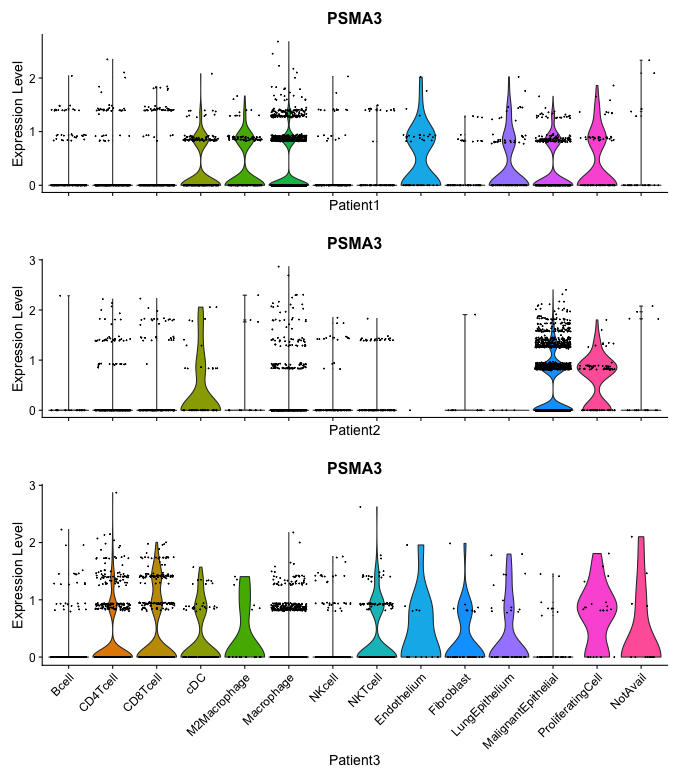 PSMA3
Expression Level
2
1
0
Patient1
PSMA3
Expression Level
3
2
1
0
Patient2
PSMA3
Expression Level
3
2
1
0
Bcell
CD4Tcell
CD8Tcell
cDC
M2Macrophage
Macrophage
NKcell
NKTcell
Endothelium
Fibroblast
LungEpithelium
MalignantEpithelial
ProliferatingCell
NotAvail
Patient3